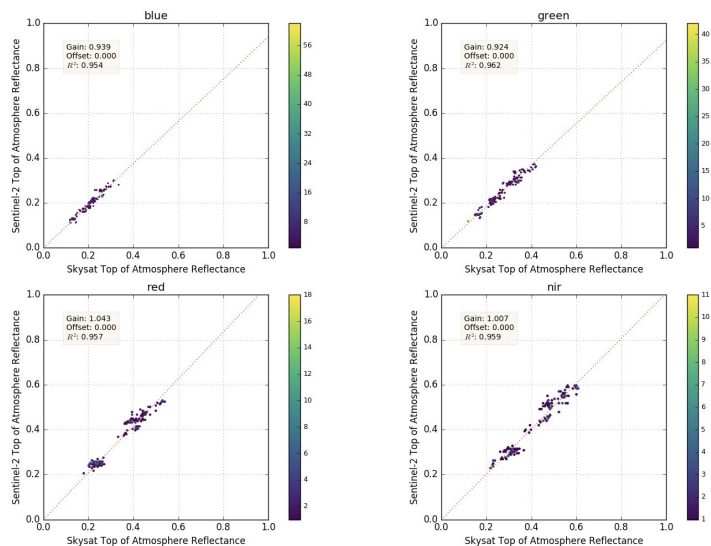 blue
Gain: 0.939
Offset: 0.000
R²: 0.954
Sentinel-2 Top of Atmosphere Reflectance
1.0
0.8
0.6
0.4
0.2
0.0
0.0 0.2 0.4 0.6 0.8 1.0
Skysat Top of Atmosphere Reflectance
56
48
40
32
24
16
8
green
Gain: 0.924
Offset: 0.000
R²: 0.962
Sentinel-2 Top of Atmosphere Reflectance
1.0
0.8
0.6
0.4
0.2
0.0
0.0 0.2 0.4 0.6 0.8 1.0
Skysat Top of Atmosphere Reflectance
40
35
30
25
20
15
10
5
red
Gain: 1.043
Offset: 0.000
R²: 0.957
Sentinel-2 Top of Atmosphere Reflectance
1.0
0.8
0.6
0.4
0.2
0.0
0.0 0.2 0.4 0.6 0.8 1.0
Skysat Top of Atmosphere Reflectance
18
16
14
12
10
8
6
4
2
nir
Gain: 1.007
Offset: 0.000
R²: 0.959
Sentinel-2 Top of Atmosphere Reflectance
1.0
0.8
0.6
0.4
0.2
0.0
0.0 0.2 0.4 0.6 0.8 1.0
Skysat Top of Atmosphere Reflectance
11
10
9
8
7
6
5
4
3
2
1